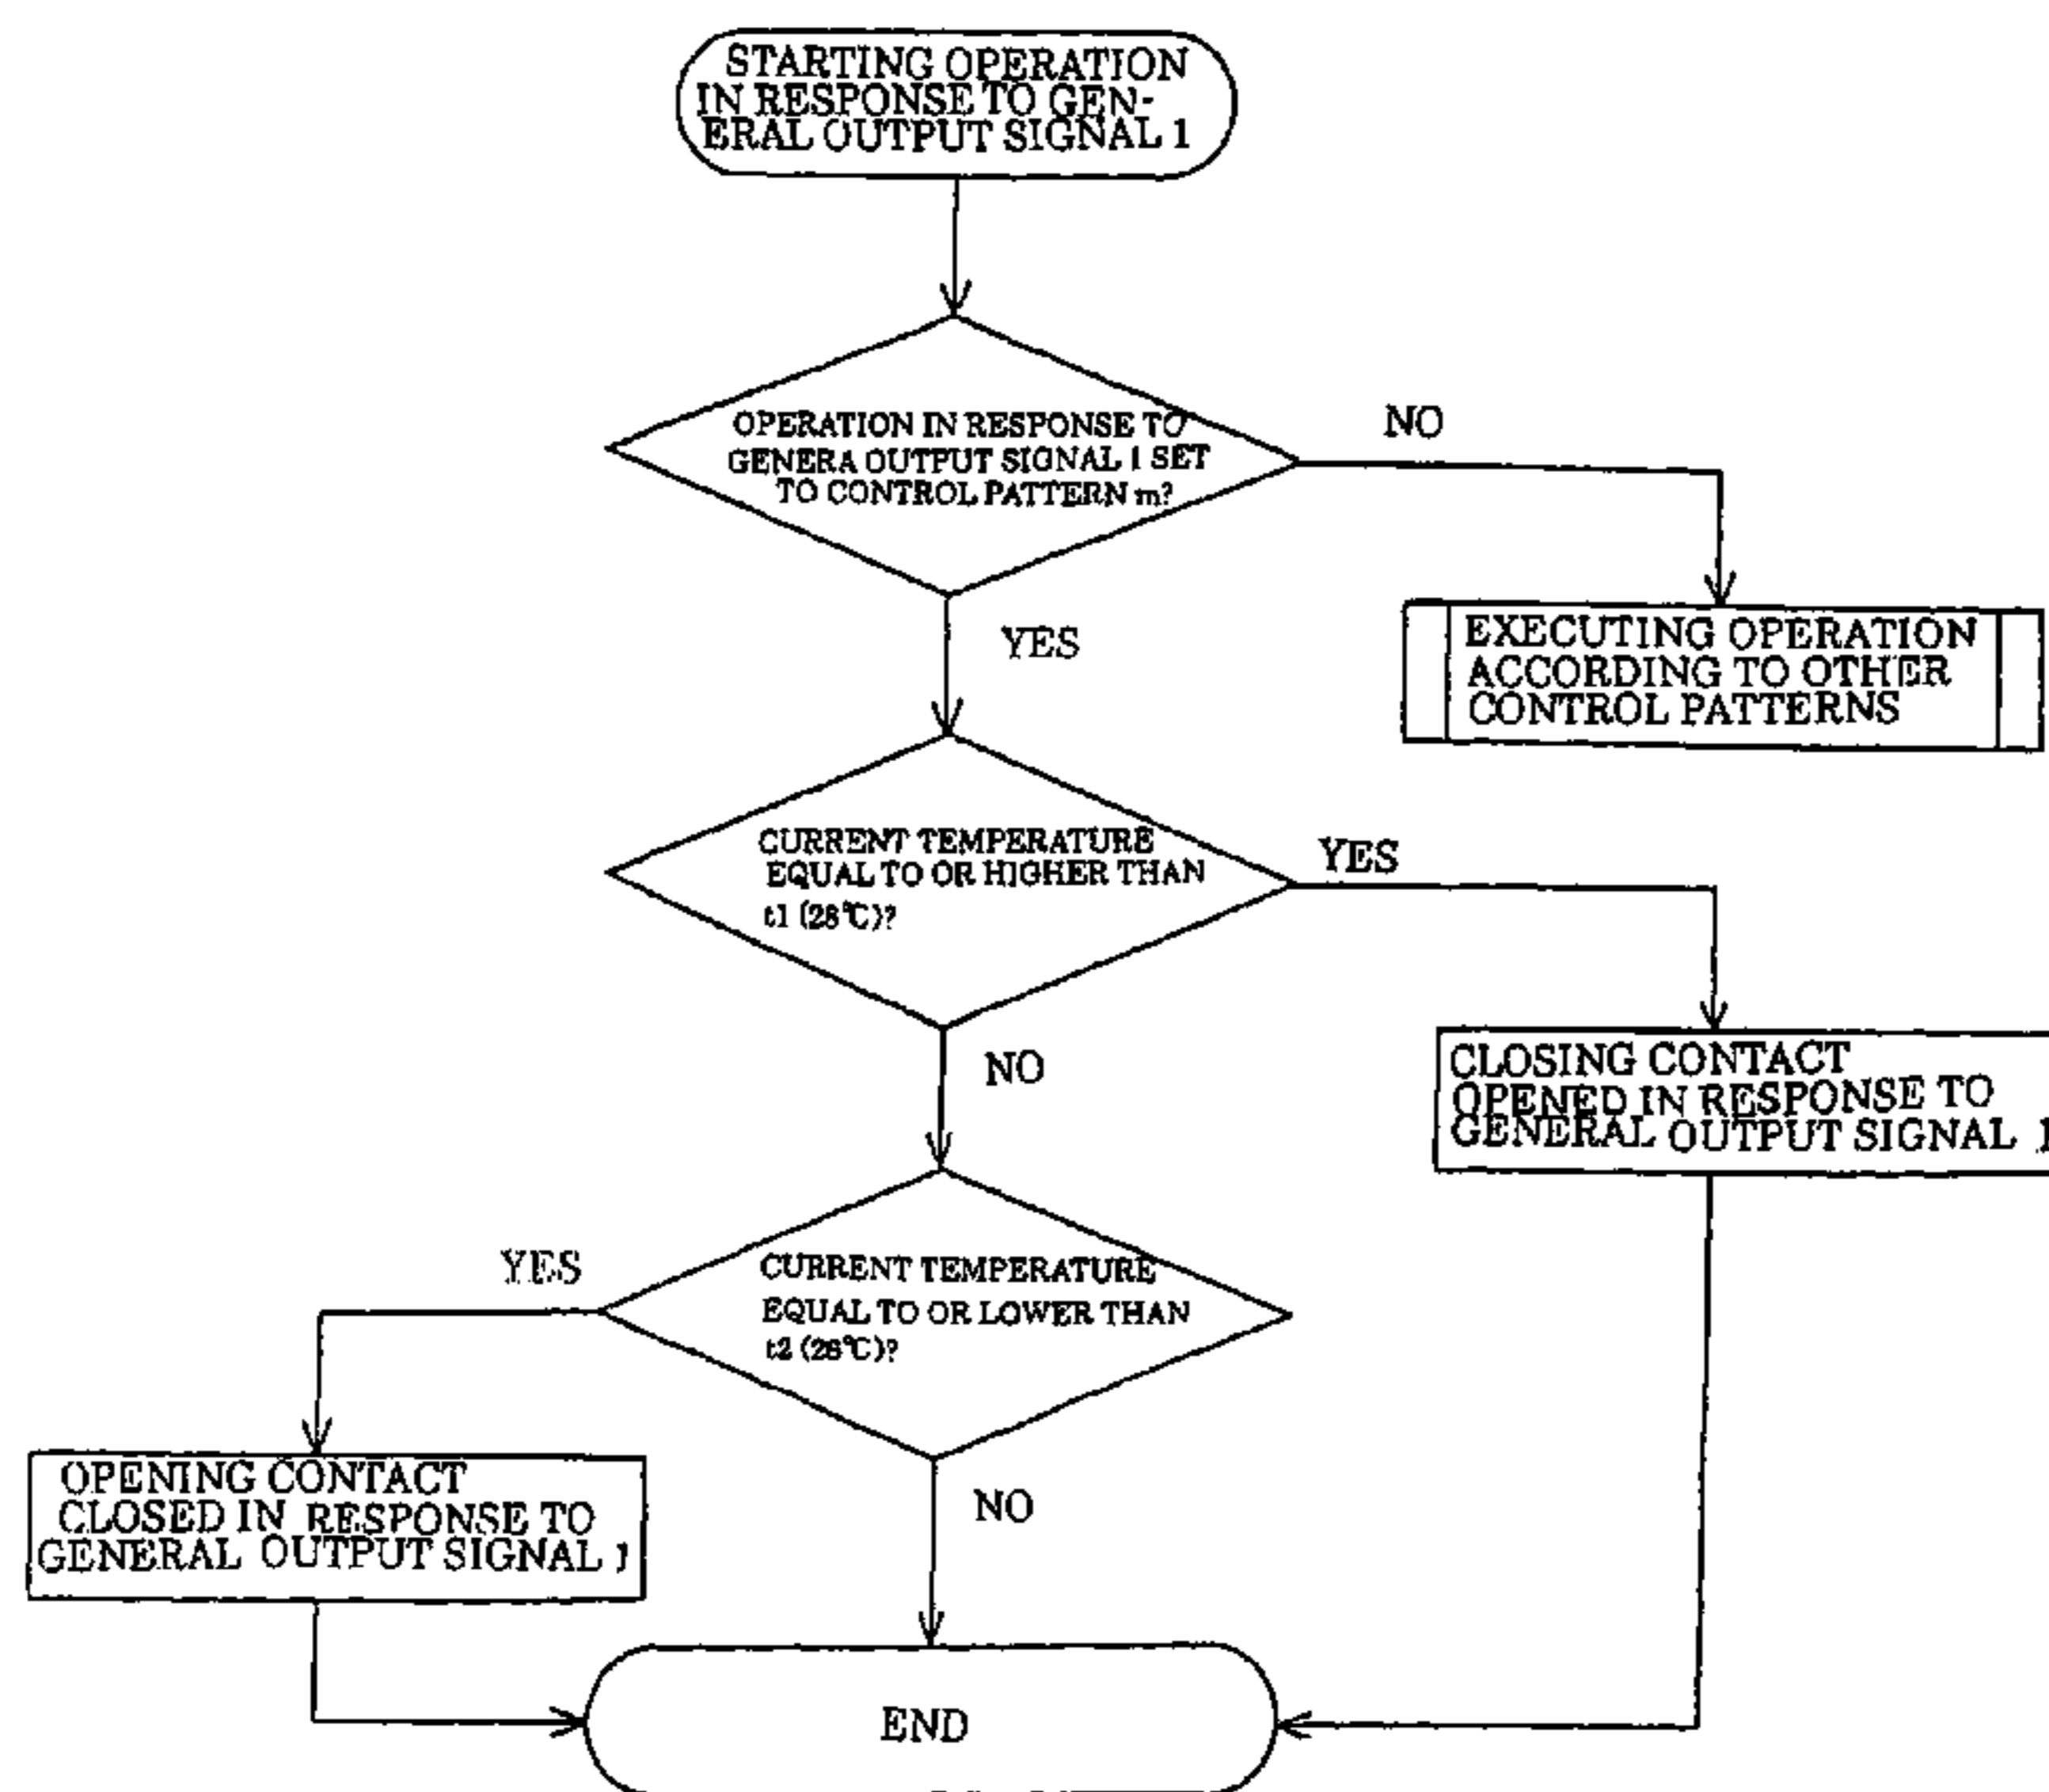 STARTING OPERATION
IN RESPONSE TO GEN-
ERAL OUTPUT SIGNAL 1
OPERATION IN RESPONSE TO
GENERA OUTPUT SIGNAL 1 SET
TO CONTROL PATTERN m?
NO
YES
EXECUTING OPERATION
ACCORDING TO OTHER
CONTROL PATTERNS
CURRENT TEMPERATURE
EQUAL TO OR HIGHER THAN
t1 (28℃)?
YES
NO
CLOSING CONTACT
OPENED IN RESPONSE TO
GENERAL OUTPUT SIGNAL 1
CURRENT TEMPERATURE
EQUAL TO OR LOWER THAN
t2 (26℃)?
YES
NO
OPENING CONTACT
CLOSED IN RESPONSE TO
GENERAL OUTPUT SIGNAL 1
END